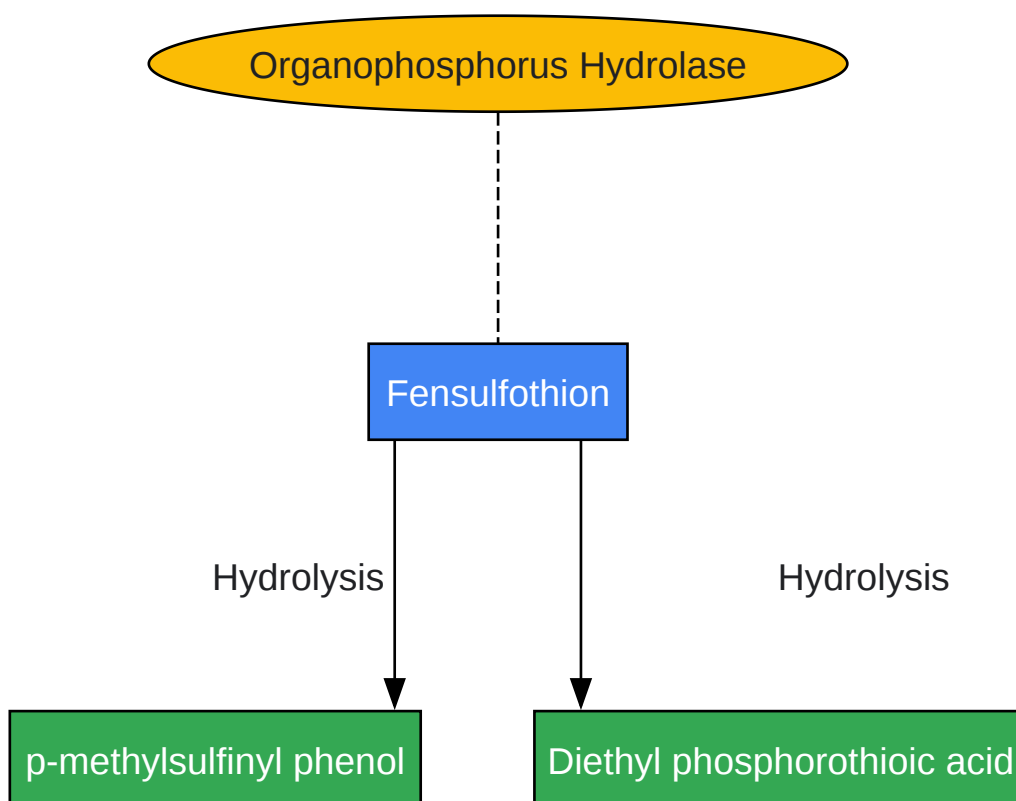 Organophosphorus Hydrolase
Fensulfothion
Hydrolysis
Hydrolysis
p-methylsulfinyl phenol
Diethyl phosphorothioic acid